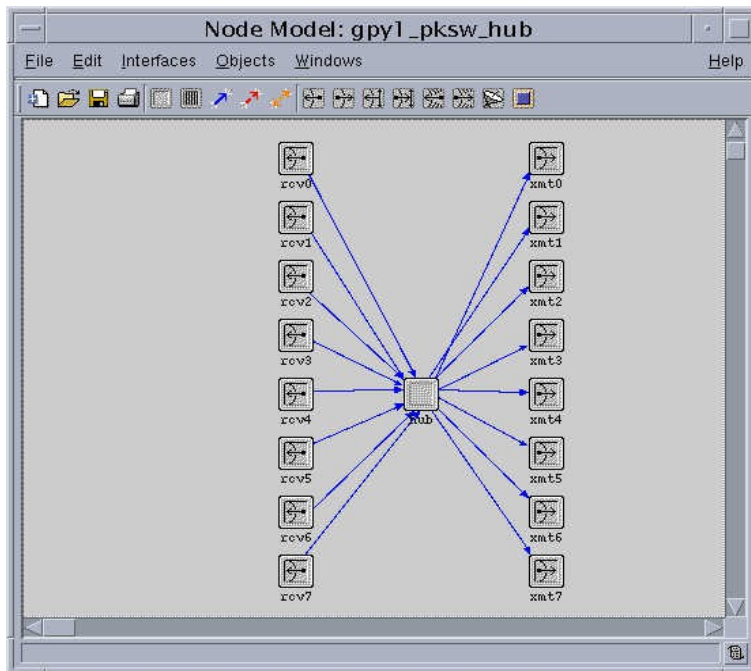 Node Model: gpy1_pksw_hub
File Edit Interfaces Objects Windows Help
rcv0 xmt0
rcv1 xmt1
rcv2 xmt2
rcv3 xmt3
rcv4 xmt4
hub
rcv5 xmt5
rcv6 xmt6
rcv7 xmt7